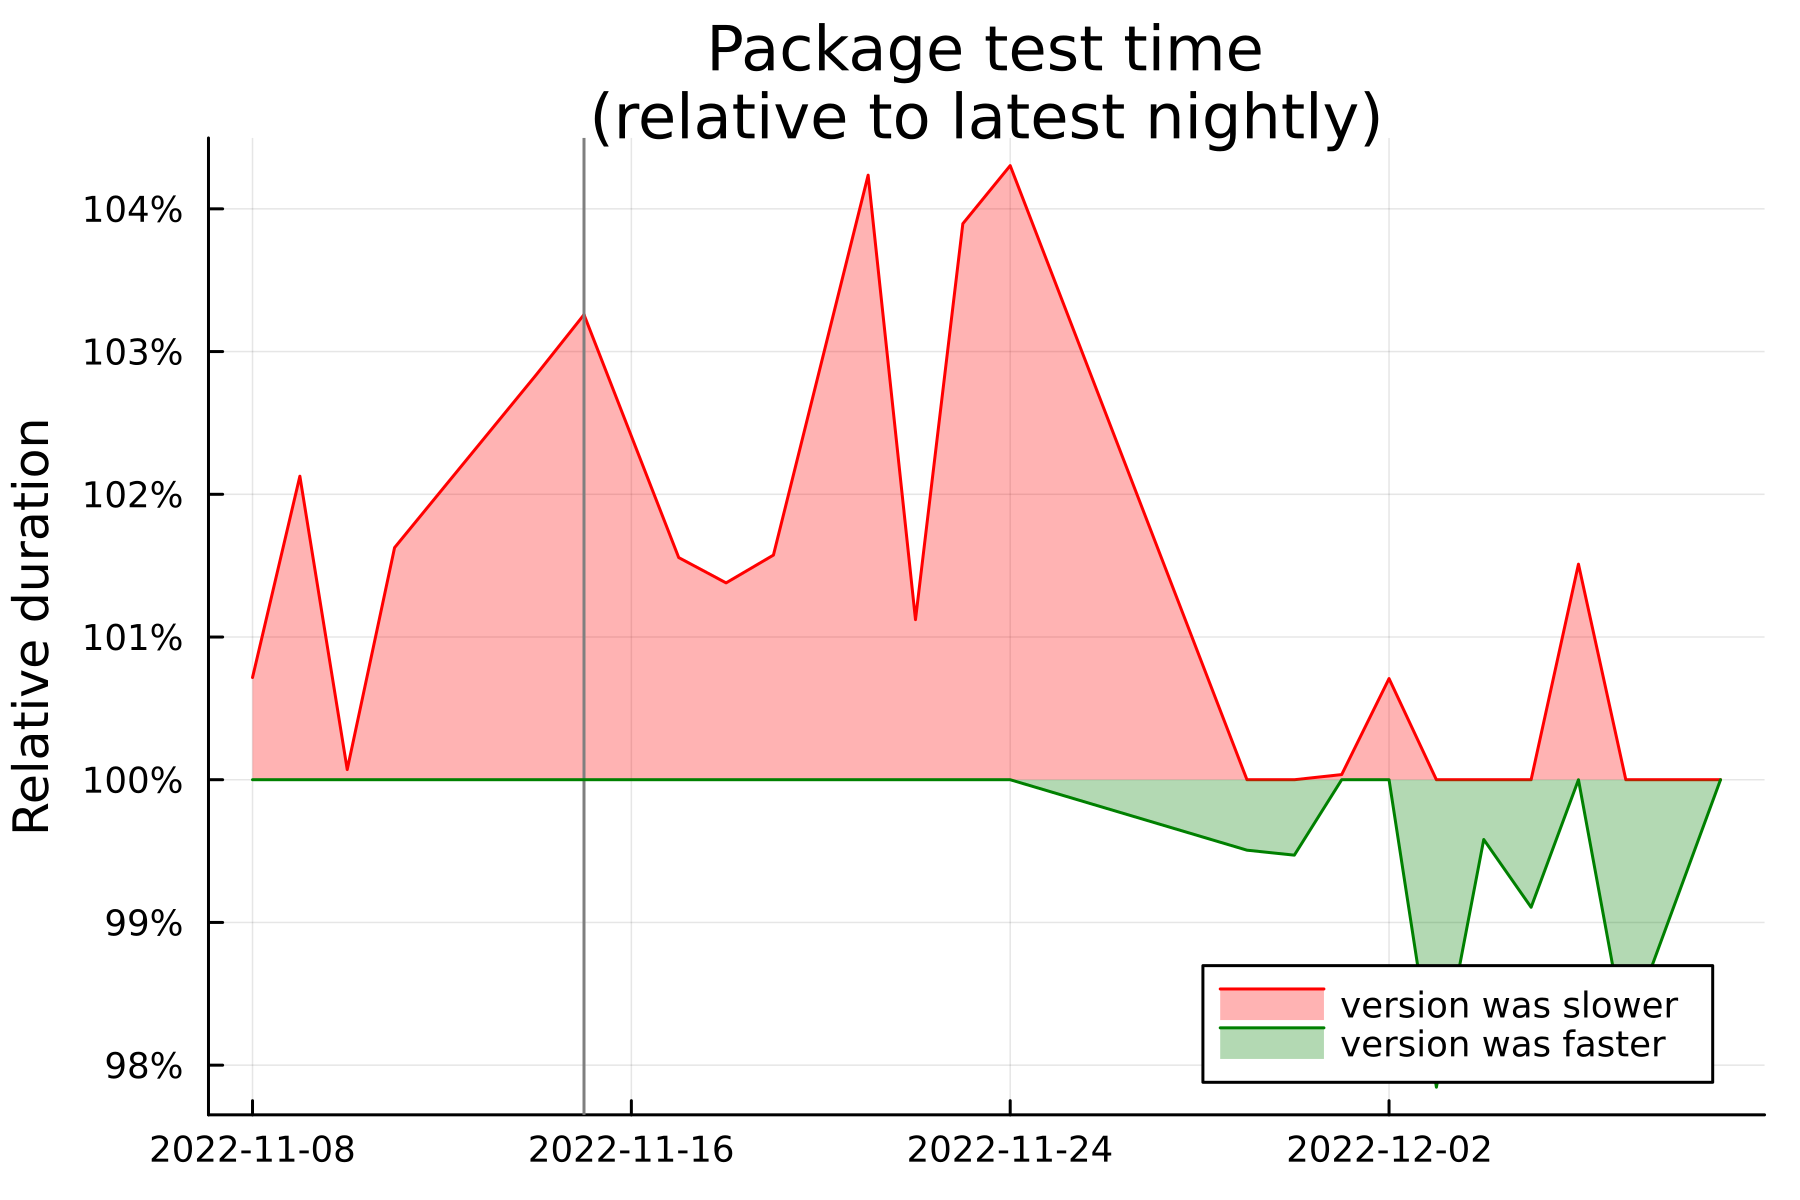 Package test time
(relative to latest nightly)
Relative duration
104%
103%
102%
101%
100%
99%
98%
version was slower
version was faster
2022-11-08
2022-11-16
2022-11-24
2022-12-02